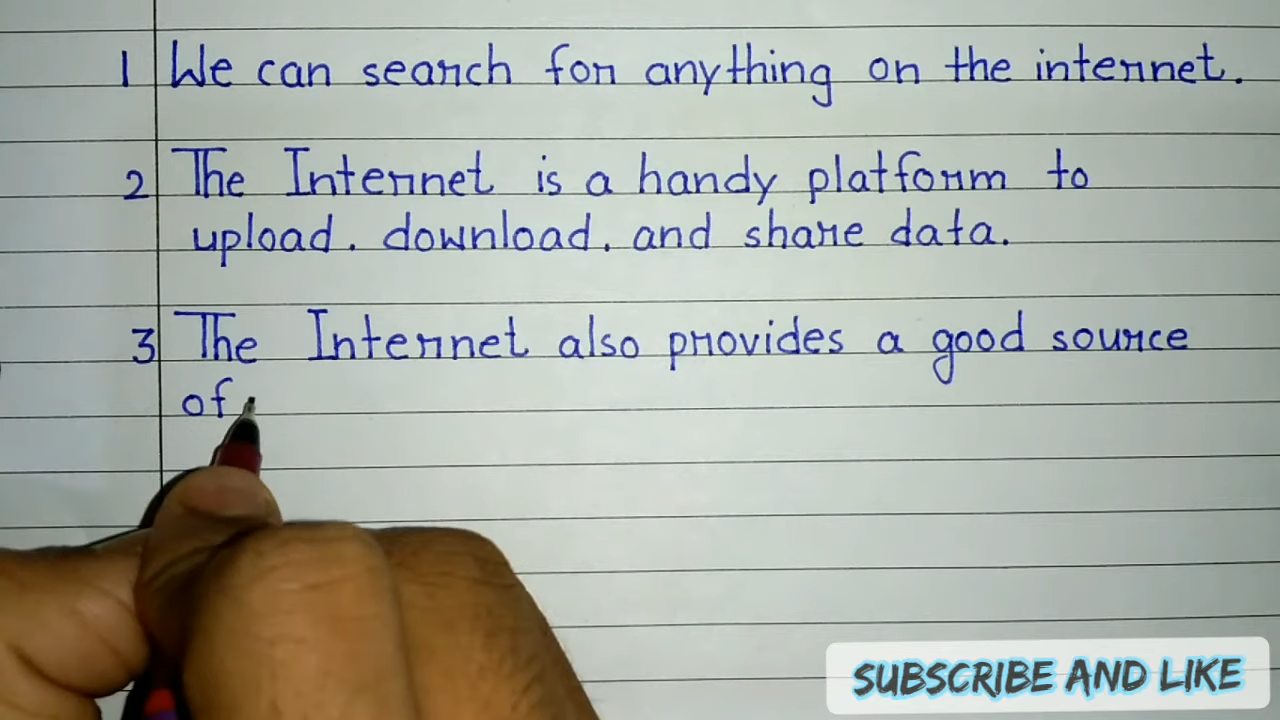 1 We can search for anything on the internet.
2 The Internet is a handy platform to
upload. download. and share data.
3 The Internet also provides a good source
of
SUBSCRIBE AND LIKE